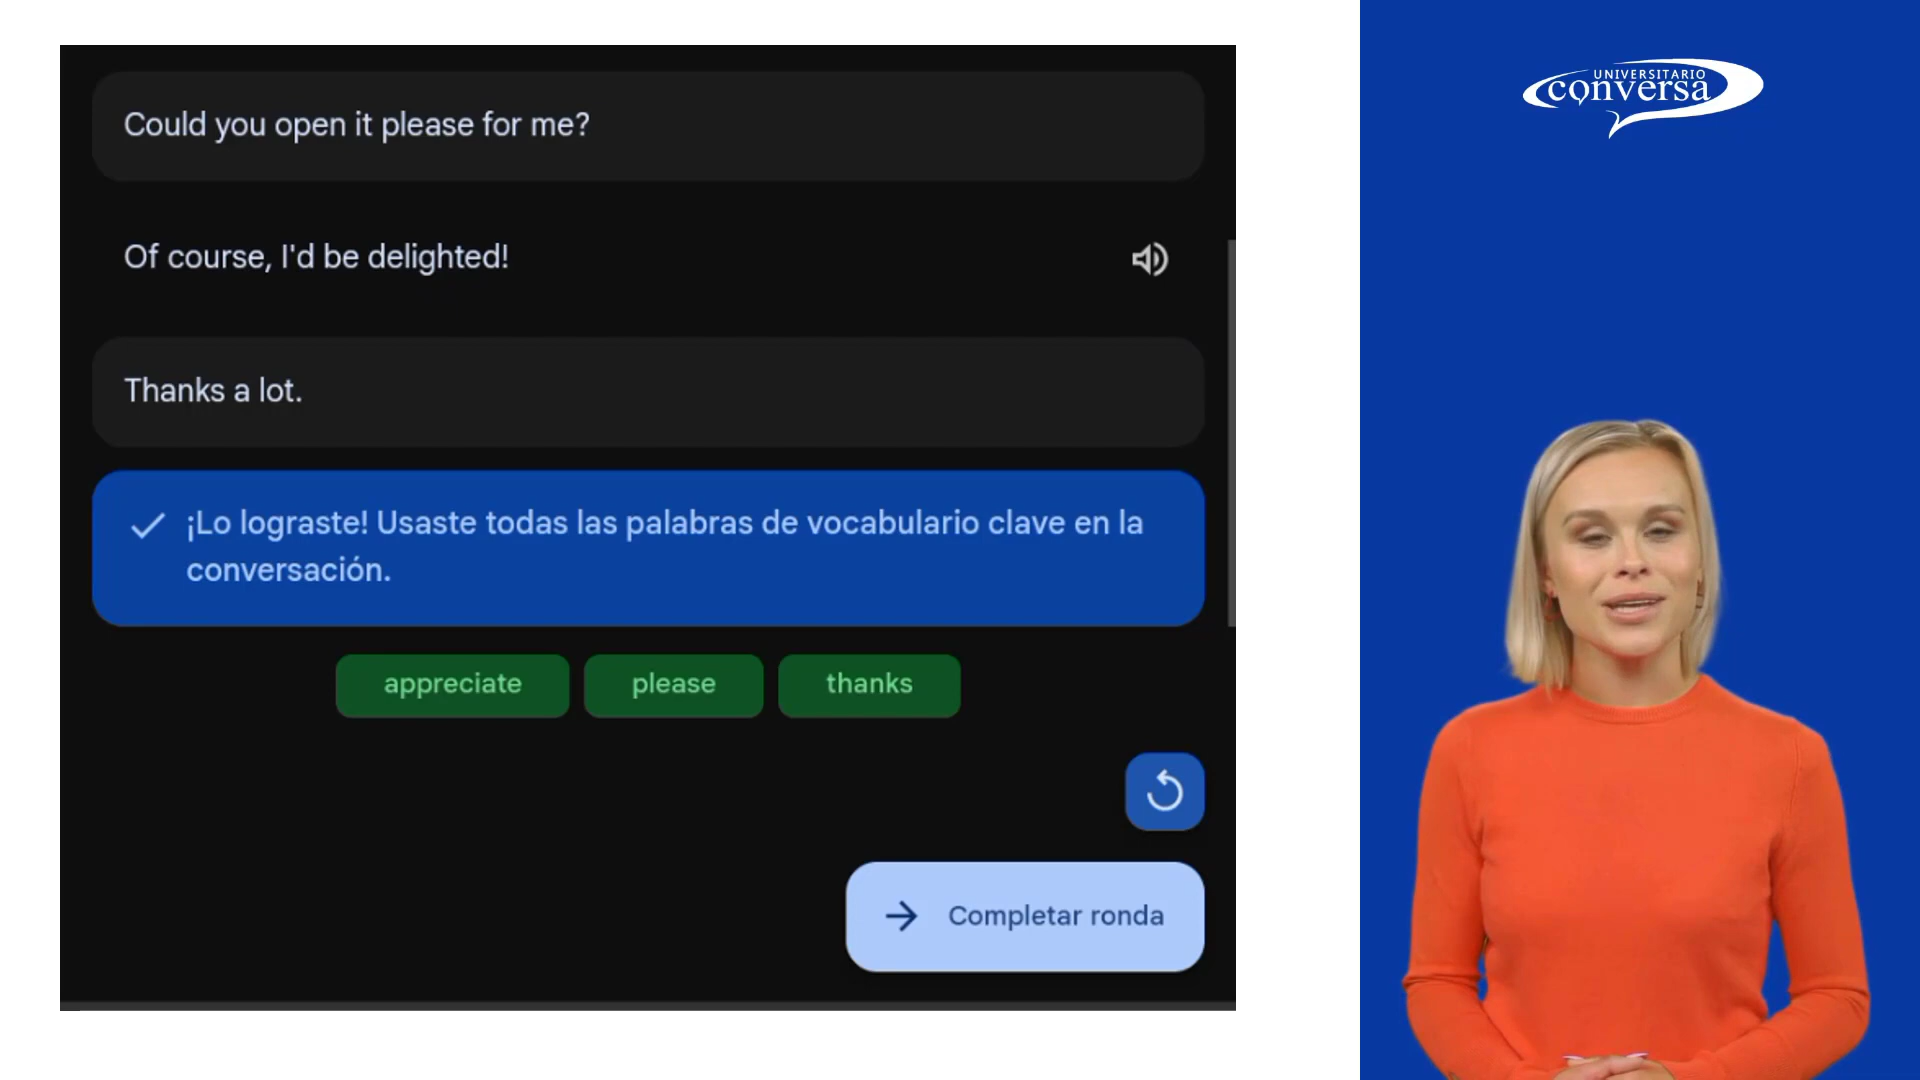 Could you open it please for me?
Of course, I'd be delighted!
Thanks a lot.
¡Lo lograste! Usaste todas las palabras de vocabulario clave en la
conversación.
appreciate please thanks
Completar ronda
UNIVERSITARIO
conversa